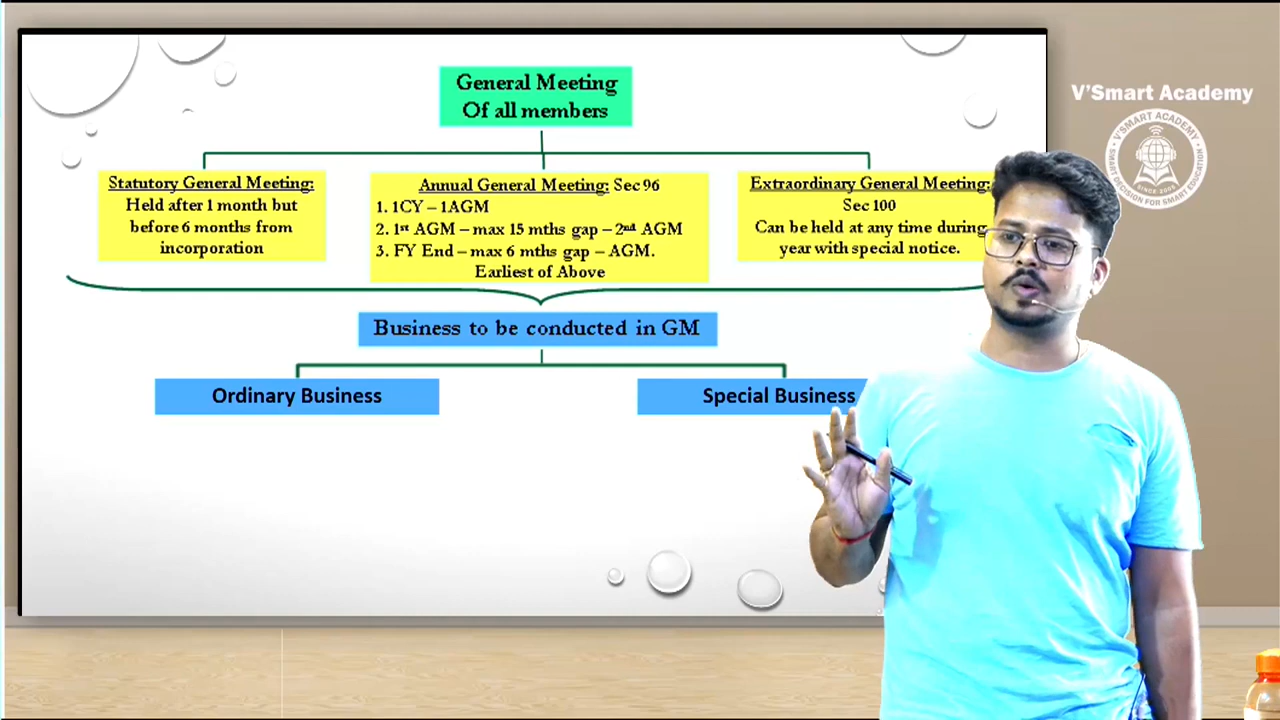 General Meeting
Of all members
Statutory General Meeting:
Held after 1 month but
before 6 months from
incorporation
Annual General Meeting: Sec 96
1. 1CY – 1AGM
2. 1st AGM – max 15 mths gap – 2nd AGM
3. FY End – max 6 mths gap – AGM.
Earliest of Above
Extraordinary General Meeting:
Sec 100
Can be held at any time during
year with special notice.
Business to be conducted in GM
Ordinary Business
Special Business
V'Smart Academy
V'SMART ACADEMY
SMART DECISION FOR SMART EDUCATION
SINCE-2000